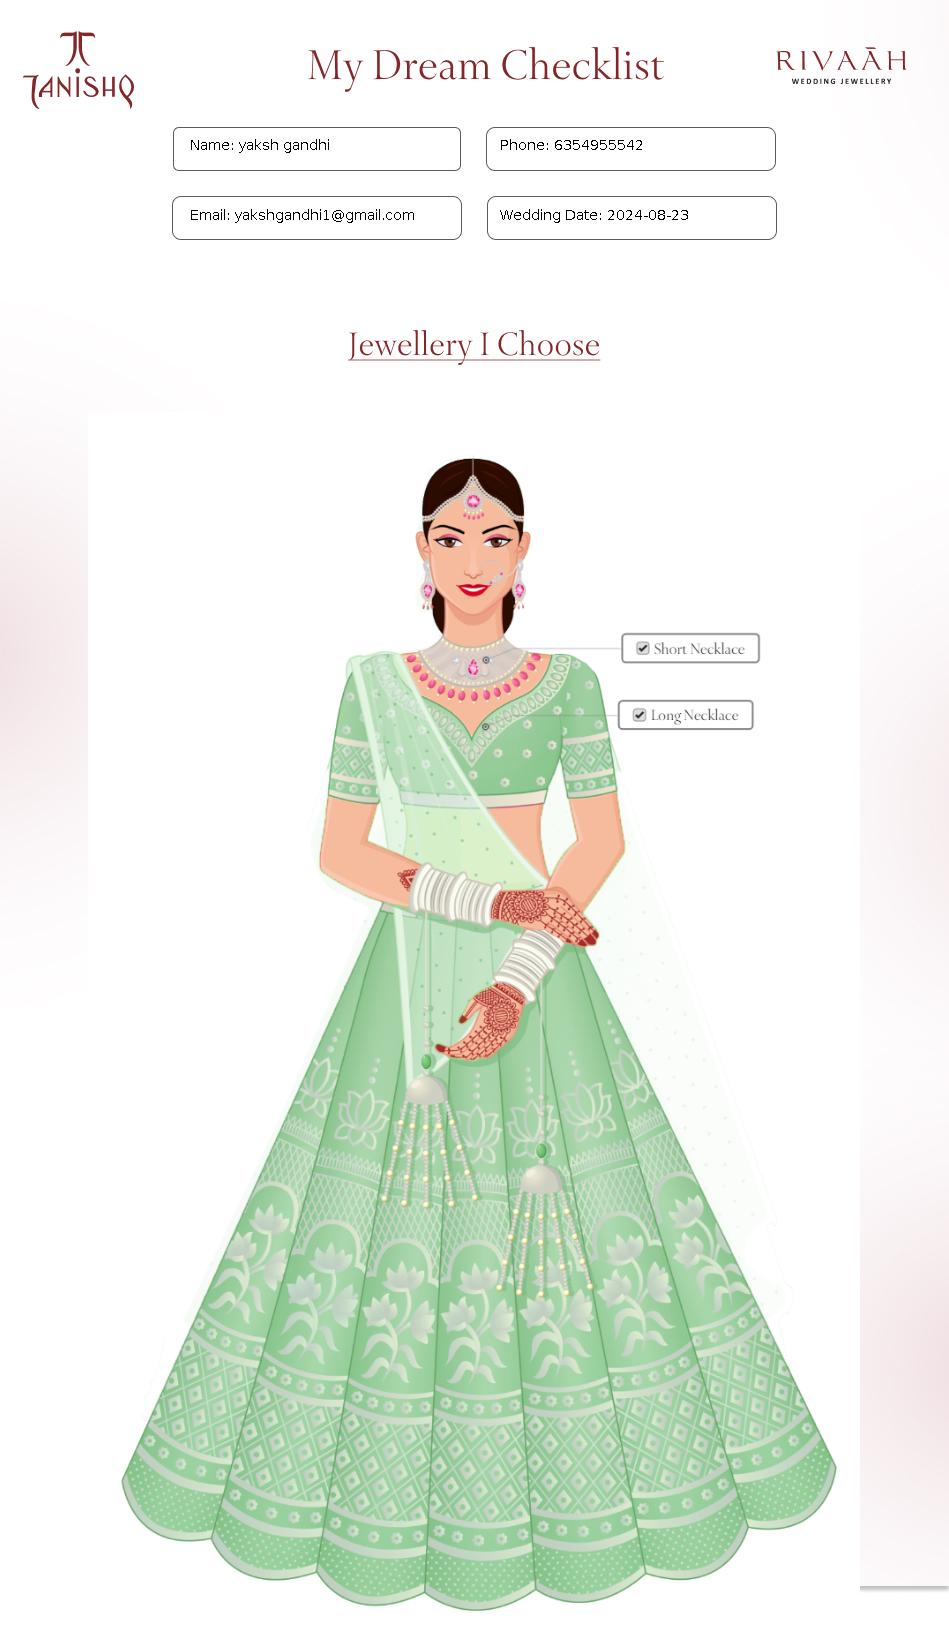 TANISHQ
My Dream Checklist
RIVAĀH
WEDDING JEWELLERY
Name: yaksh gandhi
Phone: 6354955542
Email: yakshgandhi1@gmail.com
Wedding Date: 2024-08-23
Jewellery I Choose
Short Necklace
Long Necklace